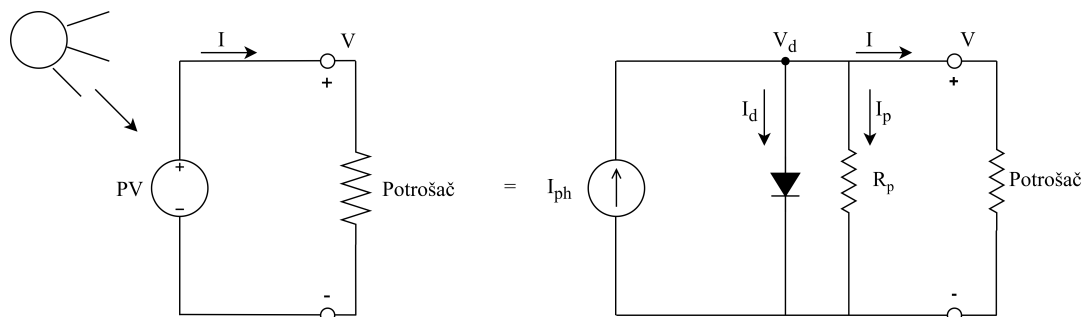 I
V
+
+
PV
−
Potrošač
-
=
V_d
I
V
+
I_d
I_p
I_ph
R_p
Potrošač
-